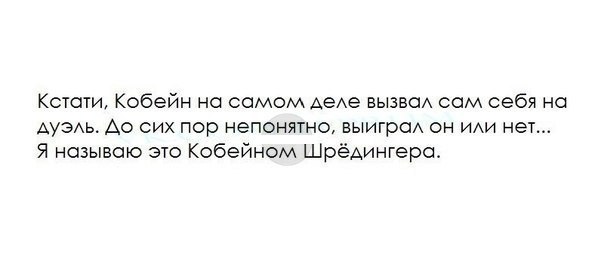 Кстати, Кобейн на самом деле вызвал сам себя на
дуэль. До сих пор непонятно, выиграл он или нет...
Я называю это Кобейном Шрёдингера.